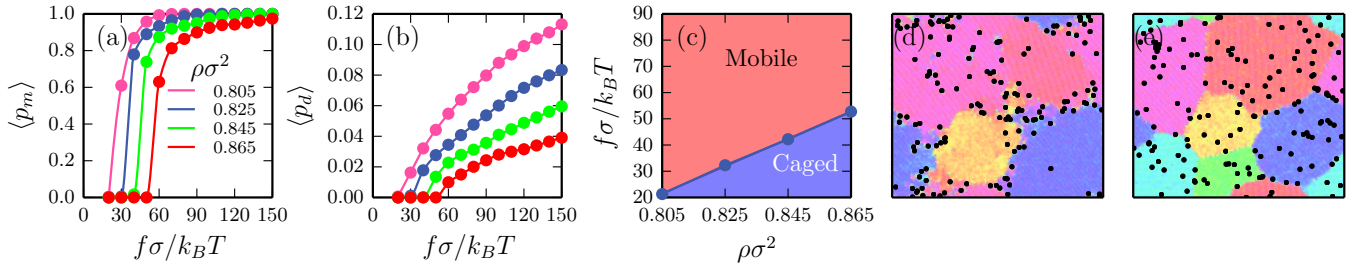 (a)
⟨p_m⟩
1.0
0.8
0.6
0.4
0.2
0.0
ρσ²
0.805
0.825
0.845
0.865
0 30 60 90 120 150
fσ/k_BT
(b)
⟨p_d⟩
0.12
0.10
0.08
0.06
0.04
0.02
0.00
0 30 60 90 120 150
fσ/k_BT
(c)
fσ/k_BT
90
80
70
60
50
40
30
20
Mobile
Caged
0.805 0.825 0.845 0.865
ρσ²
(d)
(e)